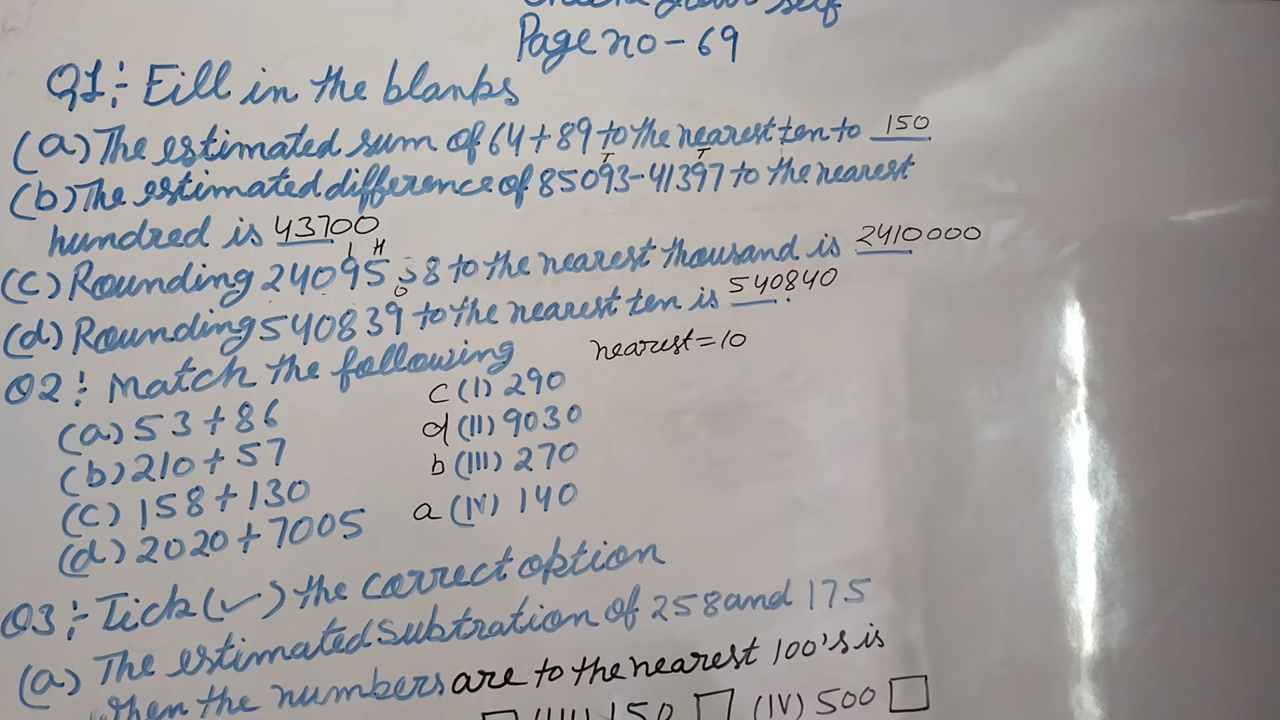 your self
Page no-69
Q1:- Fill in the blanks
(a) The estimated sum of 64+89 to the nearest ten to 150
(b) The estimated difference of 85093-41397 to the nearest
T T
hundred is 43700
(c) Rounding 2409538 to the nearest thousand is 2410000
(d) Rounding 540839 to the nearest ten is 540840
nearest=10
Q2: Match the following
(a) 53+86 c (I) 290
(b) 210+57 d (II) 9030
(c) 158+130 b (III) 270
(d) 2020+7005 a (IV) 140
Q3:- Tick (✓) the correct option
(a) The estimated subtration of 258 and 175
when the numbers are to the nearest 100's is
150 (IV) 500